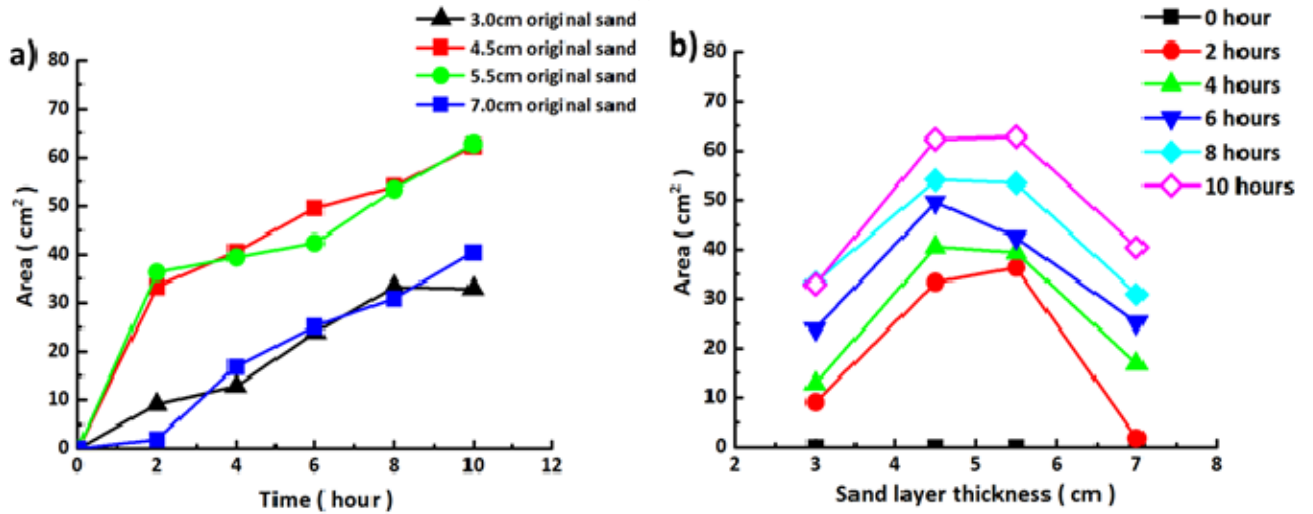 a)
3.0cm original sand
4.5cm original sand
5.5cm original sand
7.0cm original sand
Area ( cm² )
80
70
60
50
40
30
20
10
0
0 2 4 6 8 10 12
Time ( hour )
b)
0 hour
2 hours
4 hours
6 hours
8 hours
10 hours
Area ( cm² )
80
70
60
50
40
30
20
10
0
2 3 4 5 6 7 8
Sand layer thickness ( cm )